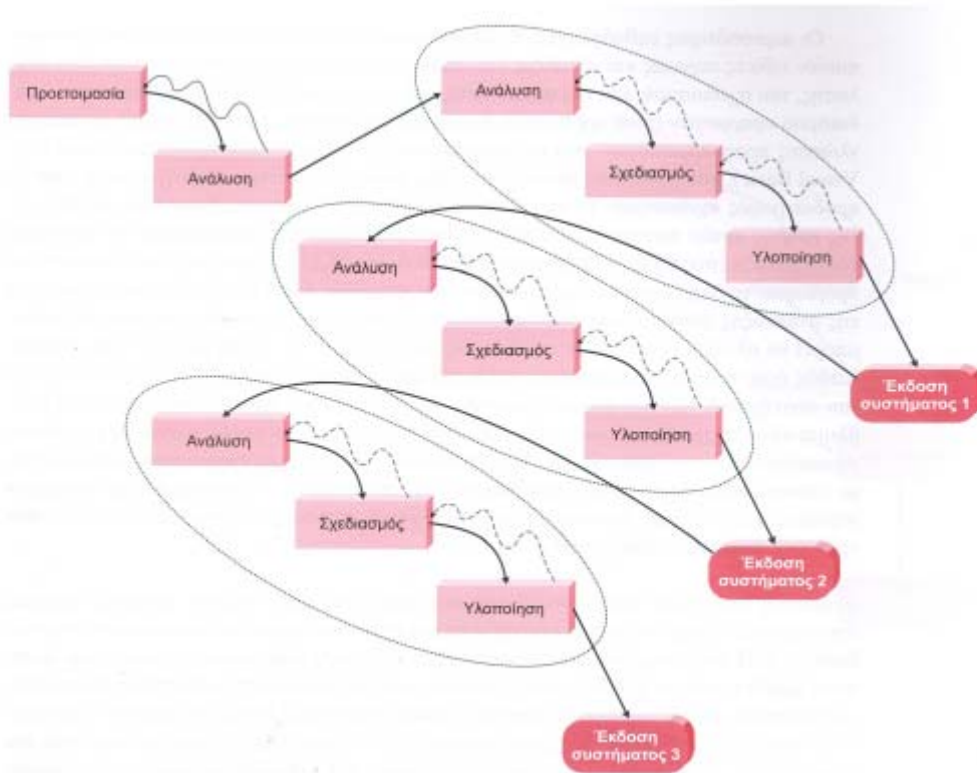 Προετοιμασία
Ανάλυση
Ανάλυση
Σχεδιασμός
Υλοποίηση
Έκδοση
συστήματος 1
Ανάλυση
Σχεδιασμός
Υλοποίηση
Έκδοση
συστήματος 2
Ανάλυση
Σχεδιασμός
Υλοποίηση
Έκδοση
συστήματος 3